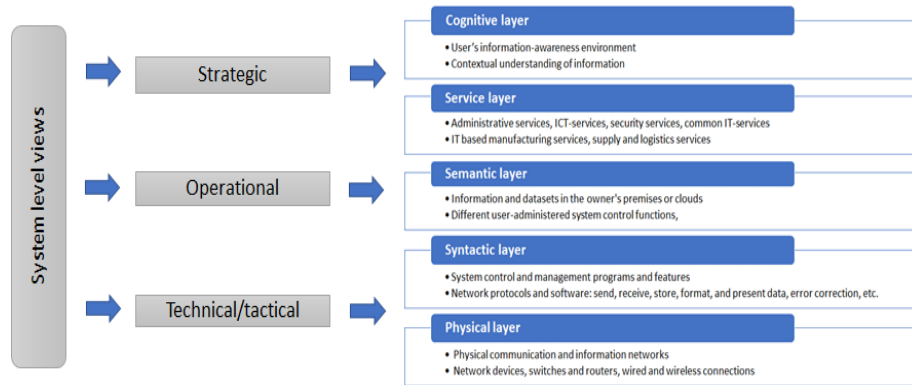 System level views
Strategic
Operational
Technical/tactical
Cognitive layer
• User's information-awareness environment
• Contextual understanding of information
Service layer
• Administrative services, ICT-services, security services, common IT-services
• IT based manufacturing services, supply and logistics services
Semantic layer
• Information and datasets in the owner's premises or clouds
• Different user-administered system control functions,
Syntactic layer
• System control and management programs and features
• Network protocols and software: send, receive, store, format, and present data, error correction, etc.
Physical layer
• Physical communication and information networks
• Network devices, switches and routers, wired and wireless connections